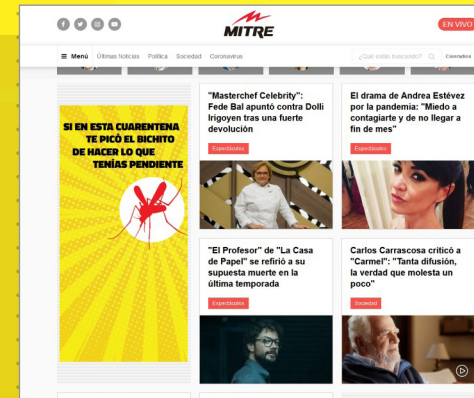 MITRE
EN VIVO
Menú Últimas Noticias Política Sociedad Coronavirus
¿Qué estás buscando?
SI EN ESTA CUARENTENA
TE PICÓ EL BICHITO
DE HACER LO QUE
TENÍAS PENDIENTE
"Masterchef Celebrity":
Fede Bal apuntó contra Dolli
Irigoyen tras una fuerte
devolución
Espectáculos
El drama de Andrea Estévez
por la pandemia: "Miedo a
contagiarte y de no llegar a
fin de mes"
Espectáculos
"El Profesor" de "La Casa
de Papel" se refirió a su
supuesta muerte en la
última temporada
Espectáculos
Carlos Carrascosa criticó a
"Carmel": "Tanta difusión,
la verdad que molesta un
poco"
Sociedad